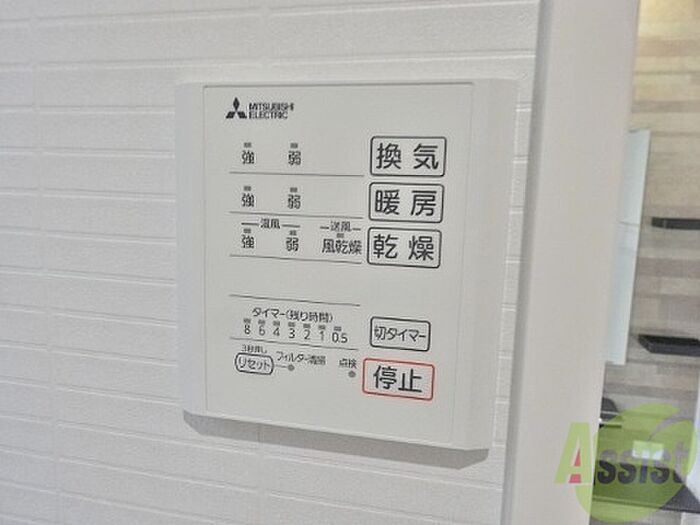 MITSUBISHI
ELECTRIC
強 弱 換気
強 弱 暖房
温風 送風
強 弱 風乾燥 乾燥
タイマー(残り時間)
8 6 4 3 2 1 0.5 切タイマー
3秒押し
リセット フィルター清掃 点検 停止
Assist